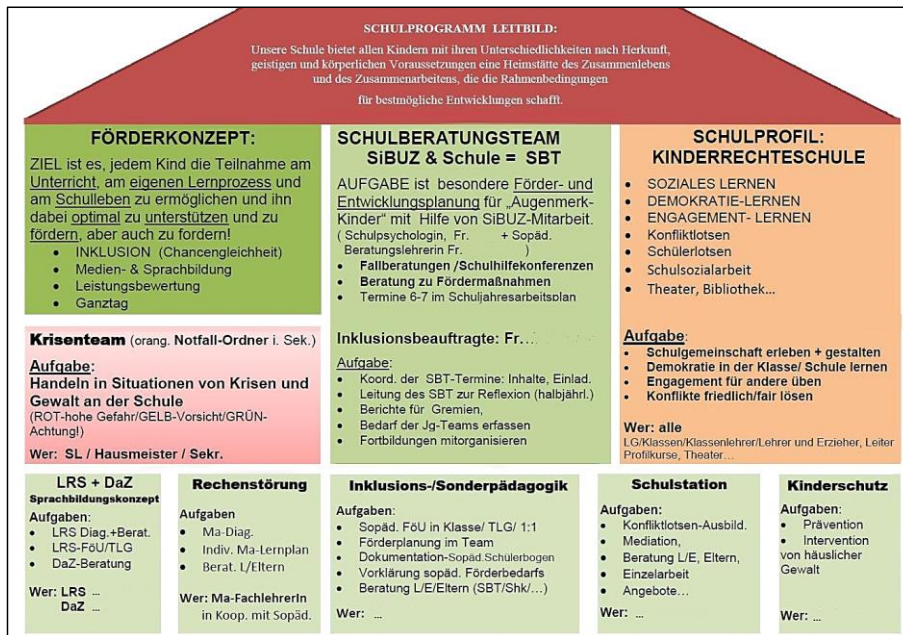 SCHULPROGRAMM LEITBILD:
Unsere Schule bietet allen Kindern mit ihren Unterschiedlichkeiten nach Herkunft,
geistigen und körperlichen Voraussetzungen eine Heimstätte des Zusammenlebens
und des Zusammenarbeitens, die die Rahmenbedingungen
für bestmögliche Entwicklungen schafft.
FÖRDERKONZEPT:
ZIEL ist es, jedem Kind die Teilnahme am
Unterricht, am eigenen Lernprozess und
am Schulleben zu ermöglichen und ihn
dabei optimal zu unterstützen und zu
fördern, aber auch zu fordern!
• INKLUSION (Chancengleichheit)
• Medien- & Sprachbildung
• Leistungsbewertung
• Ganztag
SCHULBERATUNGSTEAM
SiBUZ & Schule = SBT
AUFGABE ist besondere Förder- und
Entwicklungsplanung für „Augenmerk-
Kinder“ mit Hilfe von SiBUZ-Mitarbeit.
( Schulpsychologin, Fr. + Sopäd.
Beratungslehrerin Fr. )
• Fallberatungen /Schulhilfekonferenzen
• Beratung zu Fördermaßnahmen
• Termine 6-7 im Schuljahresarbeitsplan
Inklusionsbeauftragte: Fr...
Aufgabe:
• Koord. der SBT-Termine: Inhalte, Einlad.
• Leitung des SBT zur Reflexion (halbjährl.)
• Berichte für Gremien,
• Bedarf der Jg-Teams erfassen
• Fortbildungen mitorganisieren
SCHULPROFIL:
KINDERRECHTESCHULE
• SOZIALES LERNEN
• DEMOKRATIE-LERNEN
• ENGAGEMENT- LERNEN
• Konfliktlotsen
• Schülerlotsen
• Schulsozialarbeit
• Theater, Bibliothek...
Aufgabe:
• Schulgemeinschaft erleben + gestalten
• Demokratie in der Klasse/ Schule lernen
• Engagement für andere üben
• Konflikte friedlich/fair lösen
Wer: alle
LG/Klassen/Klassenlehrer/Lehrer und Erzieher, Leiter
Profilkurse, Theater...
Krisenteam (orang. Notfall-Ordner i. Sek.)
Aufgabe:
Handeln in Situationen von Krisen und
Gewalt an der Schule
(ROT-hohe Gefahr/GELB-Vorsicht/GRÜN-
Achtung!)
Wer: SL / Hausmeister / Sekr.
LRS + DaZ
Sprachbildungskonzept
Aufgaben:
• LRS Diag.+Berat.
• LRS-FöU/TLG
• DaZ-Beratung
Wer: LRS ...
DaZ ...
Rechenstörung
Aufgaben
• Ma-Diag.
• Indiv. Ma-Lernplan
• Berat. L/Eltern
Wer: Ma-FachlehrerIn
in Koop. mit Sopäd.
Inklusions-/Sonderpädagogik
Aufgaben:
• Sopäd. FöU in Klasse/ TLG/ 1:1
• Förderplanung im Team
• Dokumentation-Sopäd.Schülerbogen
• Vorklärung sopäd. Förderbedarfs
• Beratung L/E/Eltern (SBT/Shk/...)
Wer: ...
Schulstation
Aufgaben:
• Konfliktlotsen-Ausbild.
• Mediation,
• Beratung L/E, Eltern,
• Einzelarbeit
• Angebote...
Wer: ...
Kinderschutz
Aufgaben:
• Prävention
• Intervention
von häuslicher
Gewalt
Wer: ...